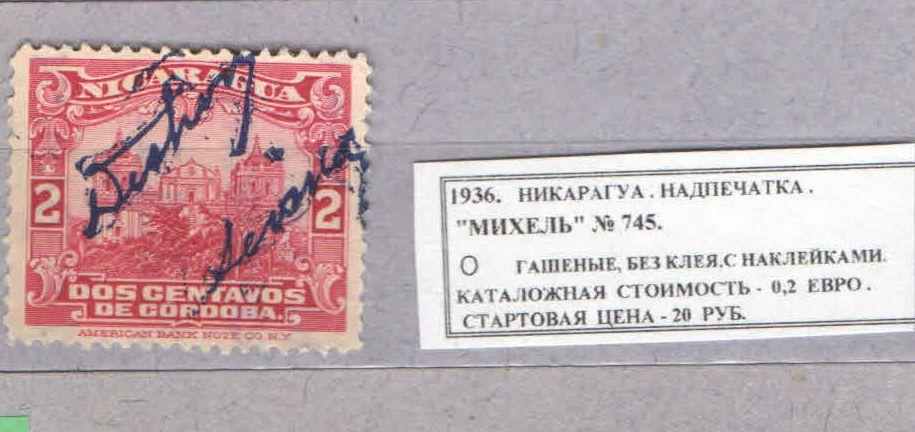 NICARAGUA
2 2
DOS CENTAVOS
DE CORDOBA.
AMERICAN BANK NOTE CO. N.Y.
1936. НИКАРАГУА. НАДПЕЧАТКА.
"МИХЕЛЬ" № 745.
О ГАШЕНЫЕ, БЕЗ КЛЕЯ,С НАКЛЕЙКАМИ.
КАТАЛОЖНАЯ СТОИМОСТЬ - 0,2 ЕВРО.
СТАРТОВАЯ ЦЕНА - 20 РУБ.